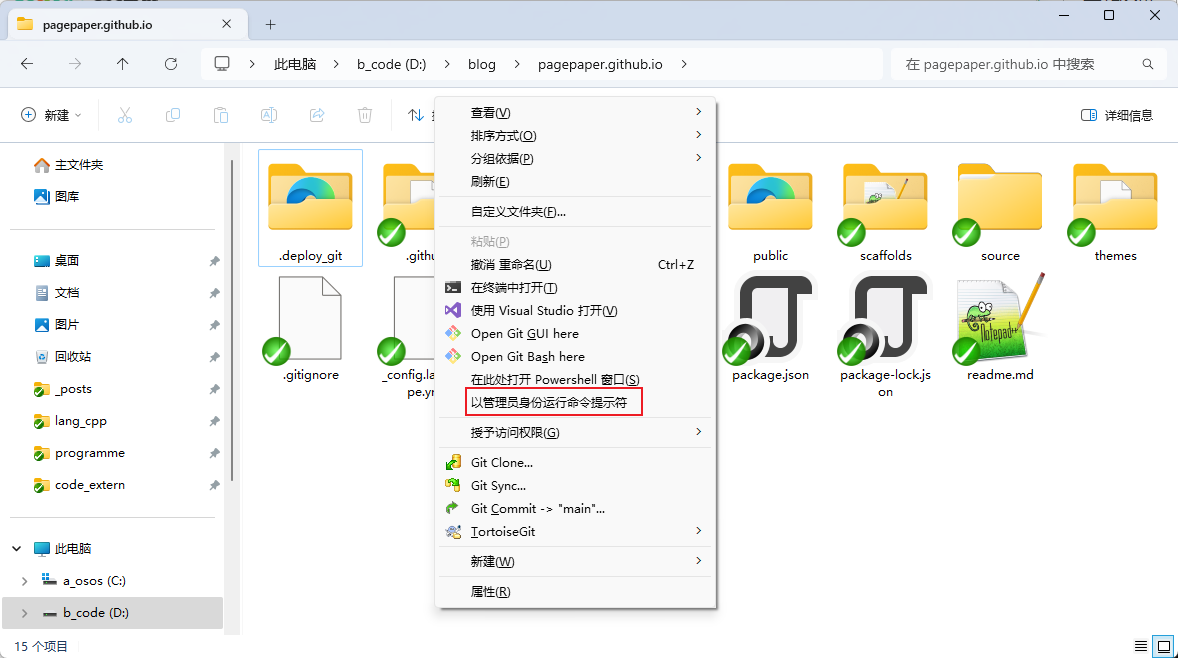 pagepaper.github.io
此电脑 b_code (D:) blog pagepaper.github.io
在 pagepaper.github.io 中搜索
新建
详细信息
主文件夹
图库
桌面
文档
图片
回收站
_posts
lang_cpp
programme
code_extern
此电脑
a_osos (C:)
b_code (D:)
.deploy_git
.githu
public
scaffolds
source
themes
.gitignore
_config.la
pe.yr
package.json
package-lock.js
on
readme.md
查看(V)
排序方式(O)
分组依据(P)
刷新(E)
自定义文件夹(F)...
粘贴(P)
撤消 重命名(U) Ctrl+Z
在终端中打开(T)
使用 Visual Studio 打开(V)
Open Git GUI here
Open Git Bash here
在此处打开 Powershell 窗口(S)
以管理员身份运行命令提示符
授予访问权限(G)
Git Clone...
Git Sync...
Git Commit -> "main"...
TortoiseGit
新建(W)
属性(R)
15 个项目